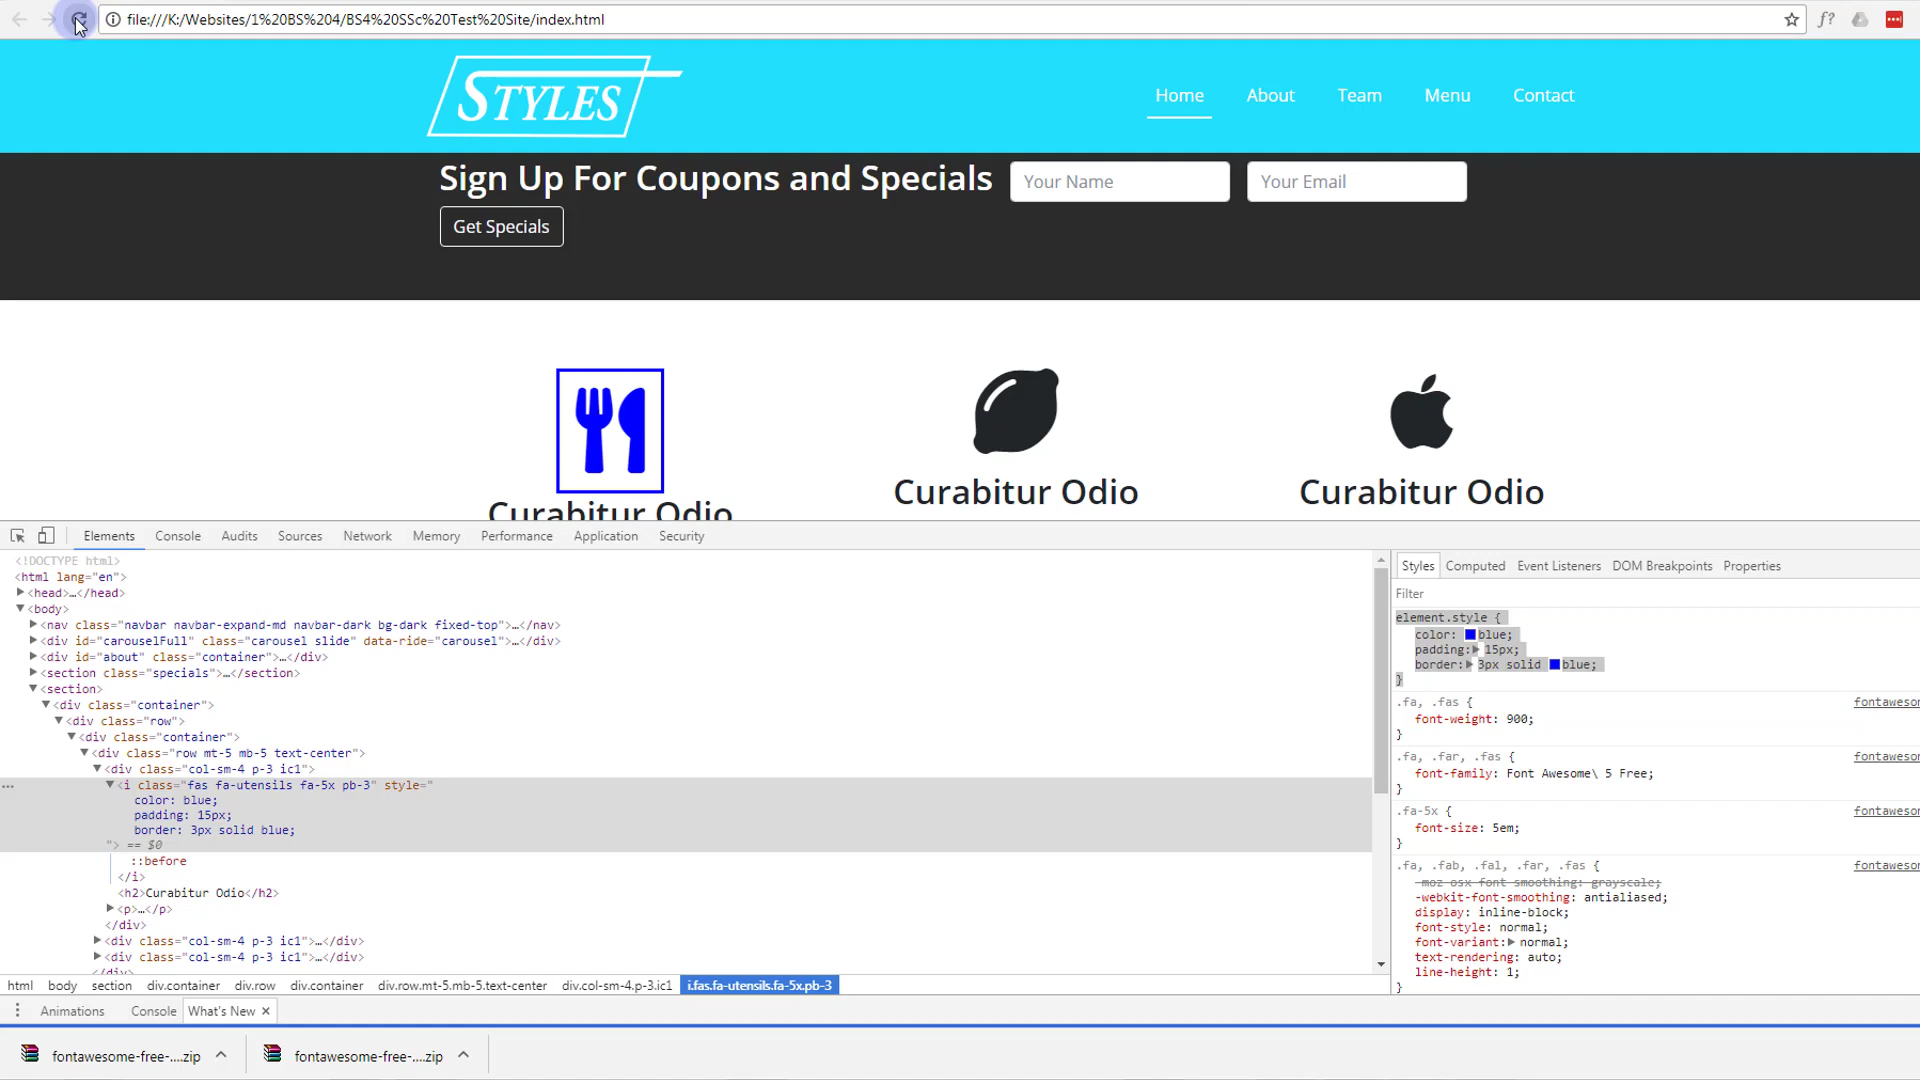 file:///K:/Websites/1%20BS%204/BS4%20SSc%20Test%20Site/index.html
f?
STYLES
Home About Team Menu Contact
Sign Up For Coupons and Specials Your Name Your Email
Get Specials
Curabitur Odio Curabitur Odio Curabitur Odio
Elements Console Audits Sources Network Memory Performance Application Security
<!DOCTYPE html>
<html lang="en">
<head>…</head>
<body>
<nav class="navbar navbar-expand-md navbar-dark bg-dark fixed-top">…</nav>
<div id="carouselFull" class="carousel slide" data-ride="carousel">…</div>
<div id="about" class="container">…</div>
<section class="specials">…</section>
<section>
<div class="container">
<div class="row">
<div class="container">
<div class="row mt-5 mb-5 text-center">
<div class="col-sm-4 p-3 ic1">
<i class="fas fa-utensils fa-5x pb-3" style="
color: blue;
padding: 15px;
border: 3px solid blue;
"> == $0
::before
</i>
<h2>Curabitur Odio</h2>
<p>…</p>
</div>
<div class="col-sm-4 p-3 ic1">…</div>
<div class="col-sm-4 p-3 ic1">…</div>
</div>
html body section div.container div.row div.container div.row.mt-5.mb-5.text-center div.col-sm-4.p-3.ic1 i.fas.fa-utensils.fa-5x.pb-3
Styles Computed Event Listeners DOM Breakpoints Properties
Filter
element.style {
color: blue;
padding: 15px;
border: 3px solid blue;
}
.fa, .fas { fontawesor
font-weight: 900;
}
.fa, .far, .fas { fontawesor
font-family: Font Awesome\ 5 Free;
}
.fa-5x { fontawesor
font-size: 5em;
}
.fa, .fab, .fal, .far, .fas { fontawesor
-moz-osx-font-smoothing: grayscale;
-webkit-font-smoothing: antialiased;
display: inline-block;
font-style: normal;
font-variant: normal;
text-rendering: auto;
line-height: 1;
}
Animations Console What's New ×
fontawesome-free-....zip fontawesome-free-....zip